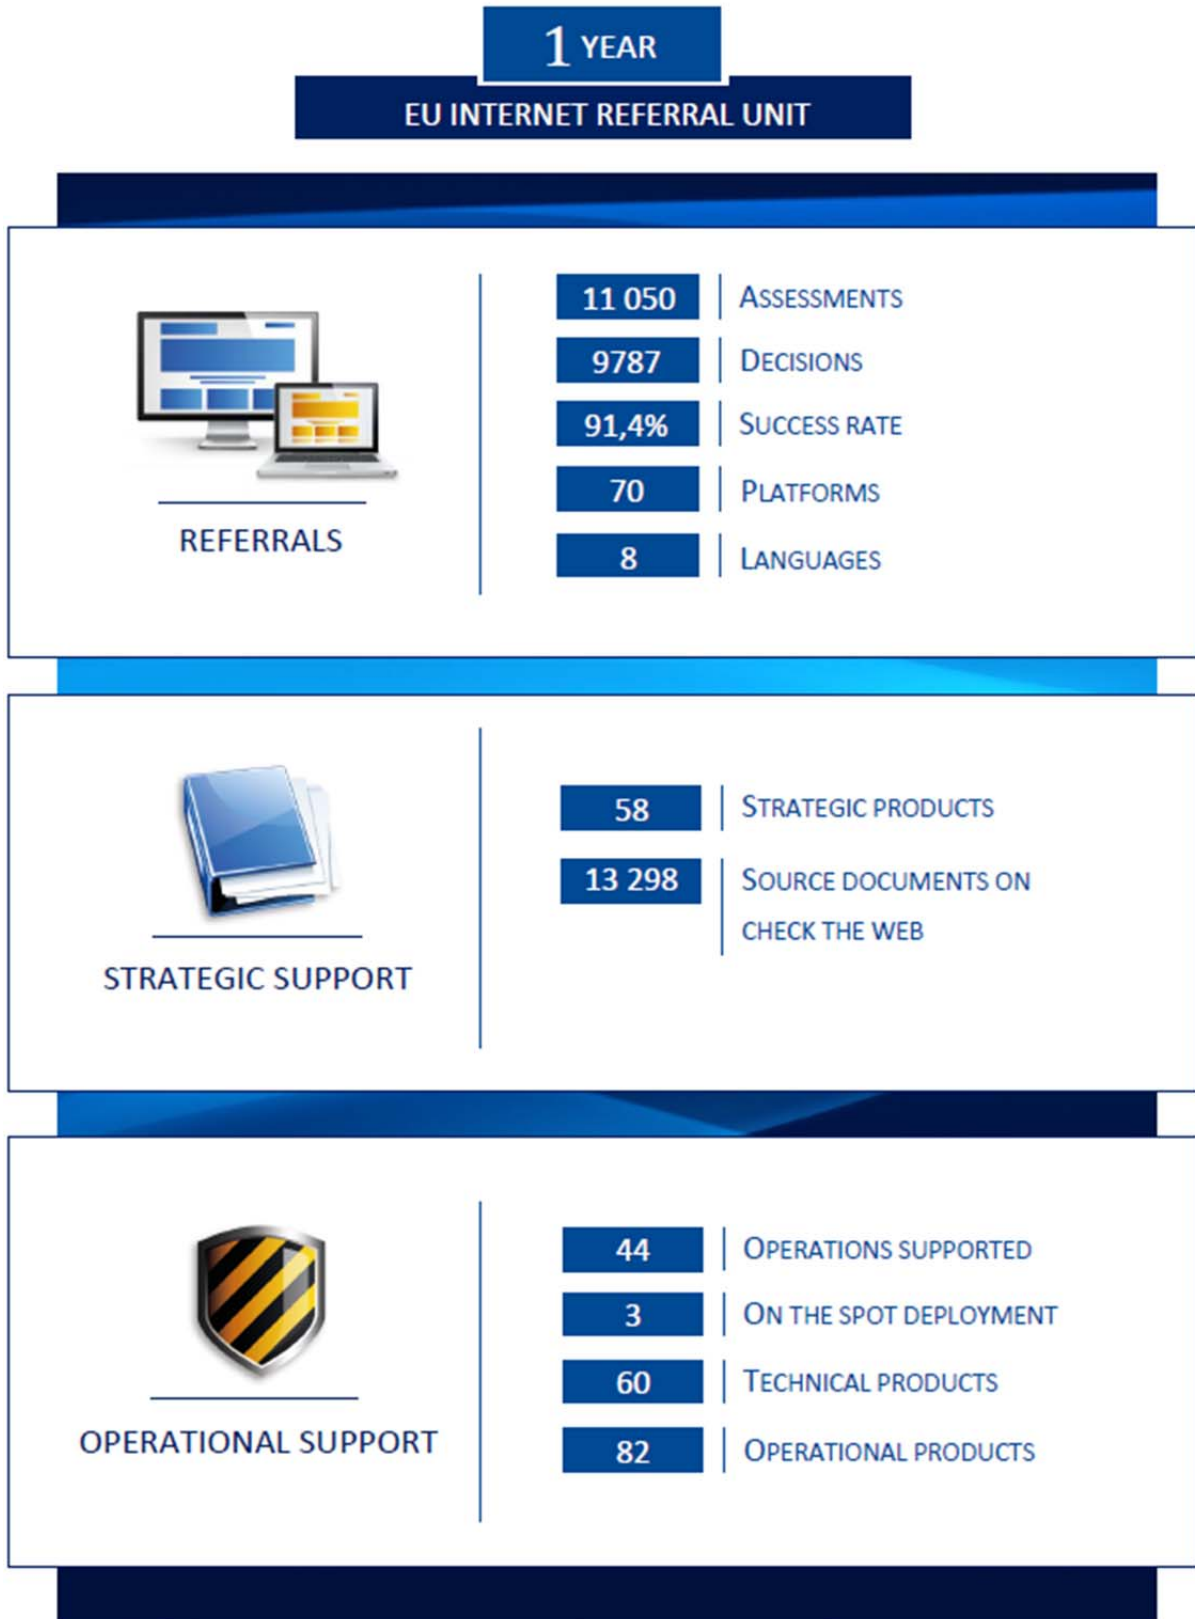 1 YEAR
EU INTERNET REFERRAL UNIT
11 050 ASSESSMENTS
9787 DECISIONS
91,4% SUCCESS RATE
70 PLATFORMS
8 LANGUAGES
REFERRALS
58 STRATEGIC PRODUCTS
13 298 SOURCE DOCUMENTS ON
CHECK THE WEB
STRATEGIC SUPPORT
44 OPERATIONS SUPPORTED
3 ON THE SPOT DEPLOYMENT
60 TECHNICAL PRODUCTS
82 OPERATIONAL PRODUCTS
OPERATIONAL SUPPORT